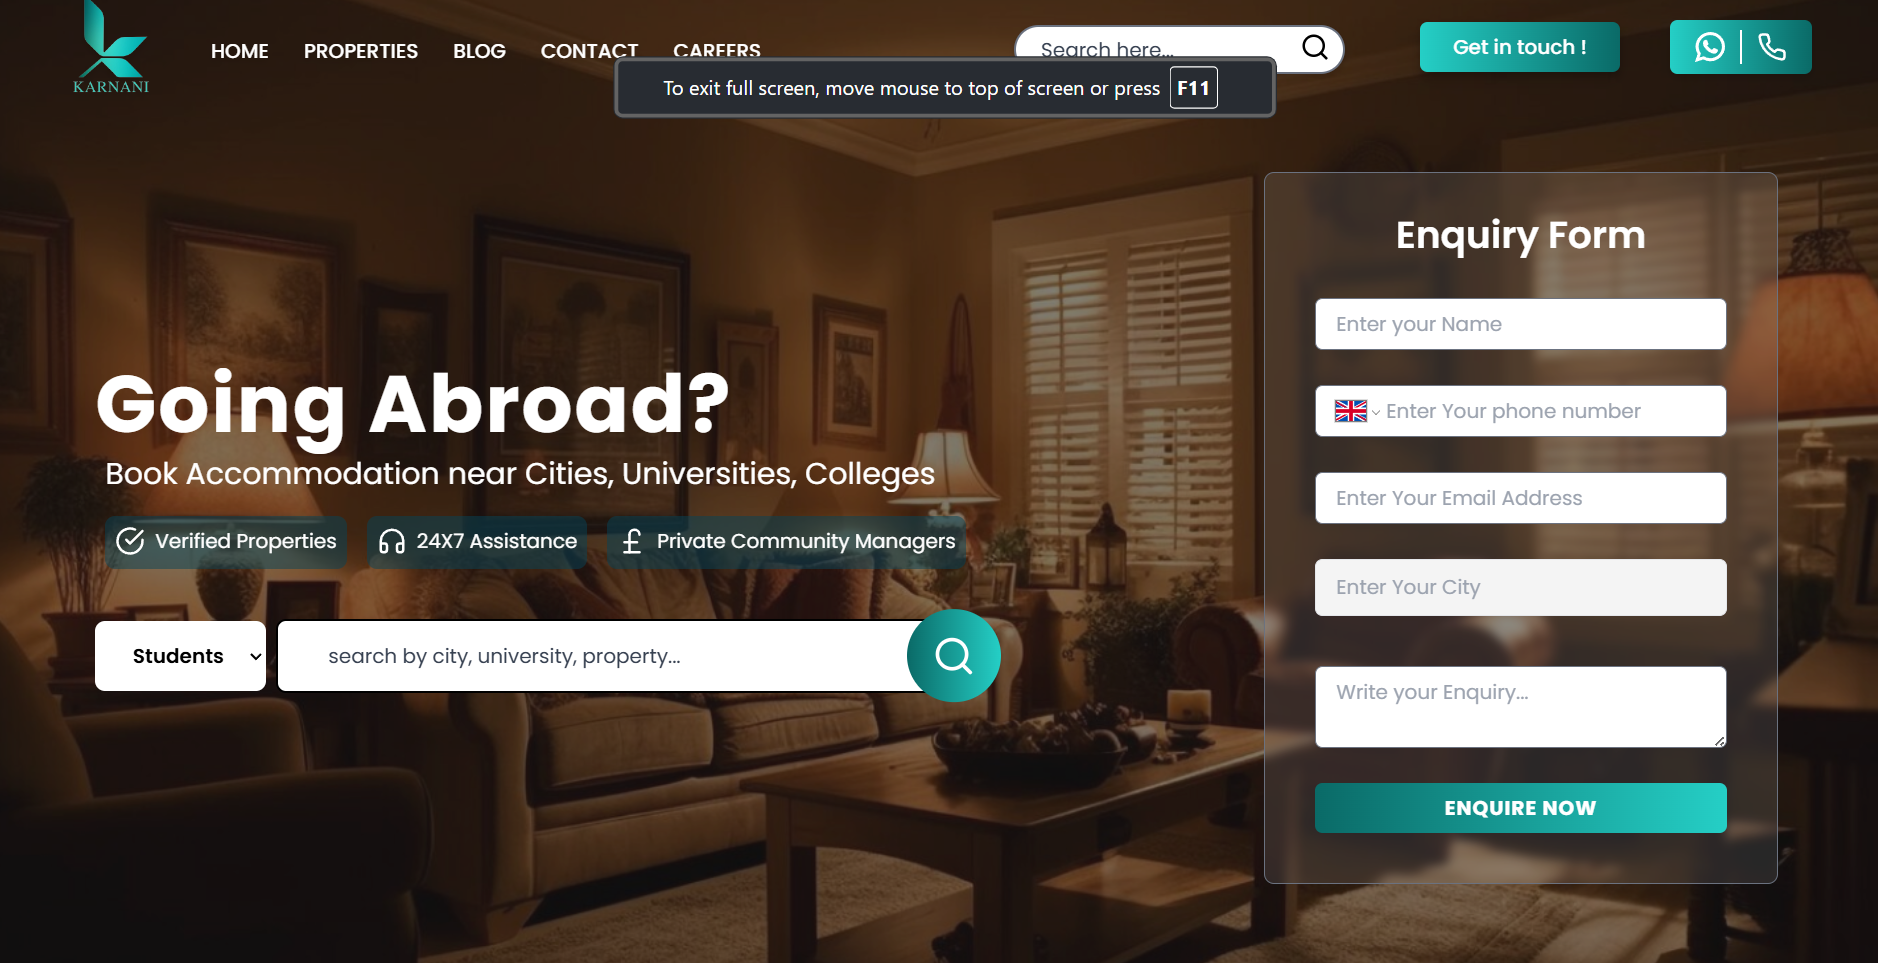 KARNANI
HOME PROPERTIES BLOG CONTACT CAREERS
Search here...
Get in touch !
To exit full screen, move mouse to top of screen or press F11
Going Abroad?
Book Accommodation near Cities, Universities, Colleges
Verified Properties
24X7 Assistance
Private Community Managers
Students
search by city, university, property...
Enquiry Form
Enter your Name
Enter Your phone number
Enter Your Email Address
Enter Your City
Write your Enquiry...
ENQUIRE NOW